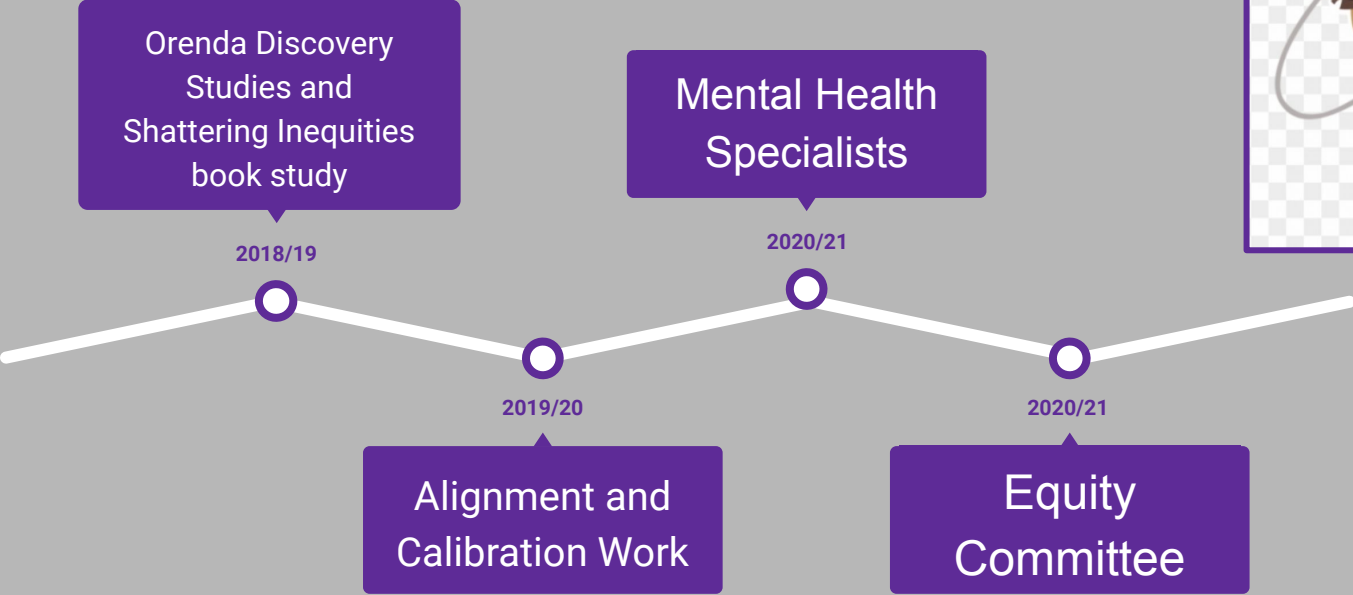 Orenda Discovery
Studies and
Shattering Inequities
book study
2018/19
2019/20
Alignment and
Calibration Work
Mental Health
Specialists
2020/21
2020/21
Equity
Committee